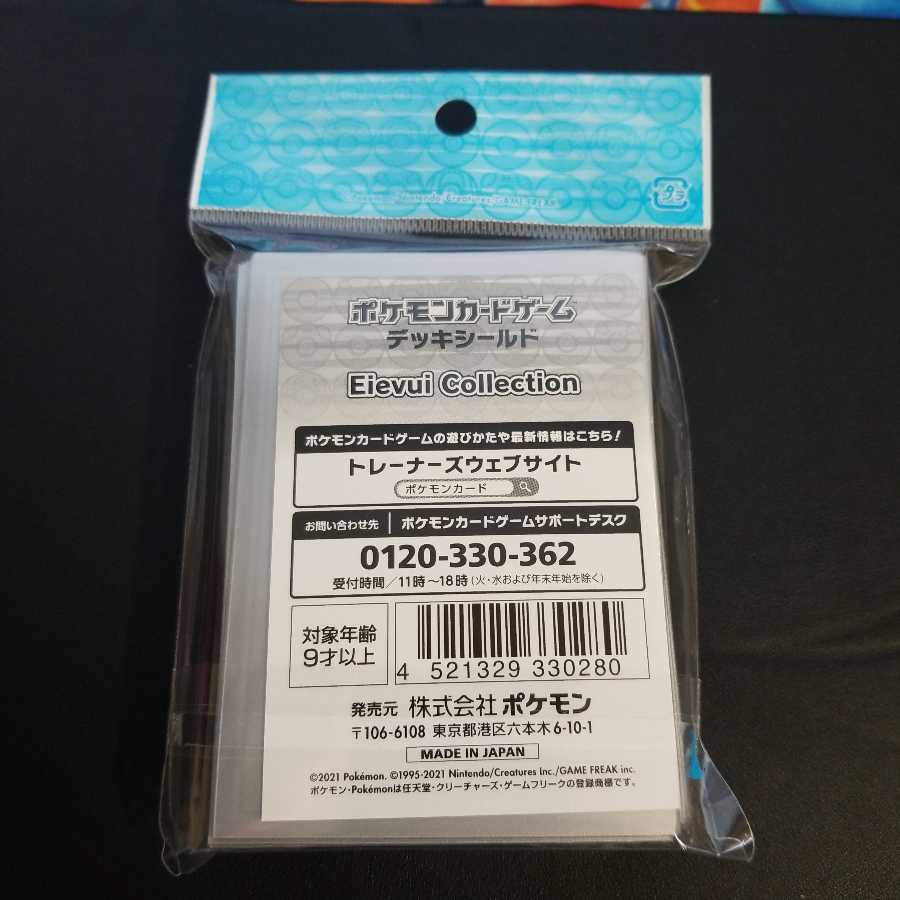 ©Pokémon/Nintendo/Creatures/GAME FREAK
プラ
ポケモンカードゲーム
デッキシールド
Eievui Collection
ポケモンカードゲームの遊びかたや最新情報はこちら!
トレーナーズウェブサイト
ポケモンカード
お問い合わせ先 ポケモンカードゲームサポートデスク
0120-330-362
受付時間/11時~18時(火・水および年末年始を除く)
対象年齢
9才以上
4 521329 330280
発売元 株式会社 ポケモン
〒106-6108 東京都港区六本木6-10-1
MADE IN JAPAN
©2021 Pokémon. ©1995-2021 Nintendo/Creatures Inc./GAME FREAK inc.
ポケモン・Pokémonは任天堂・クリーチャーズ・ゲームフリークの登録商標です。